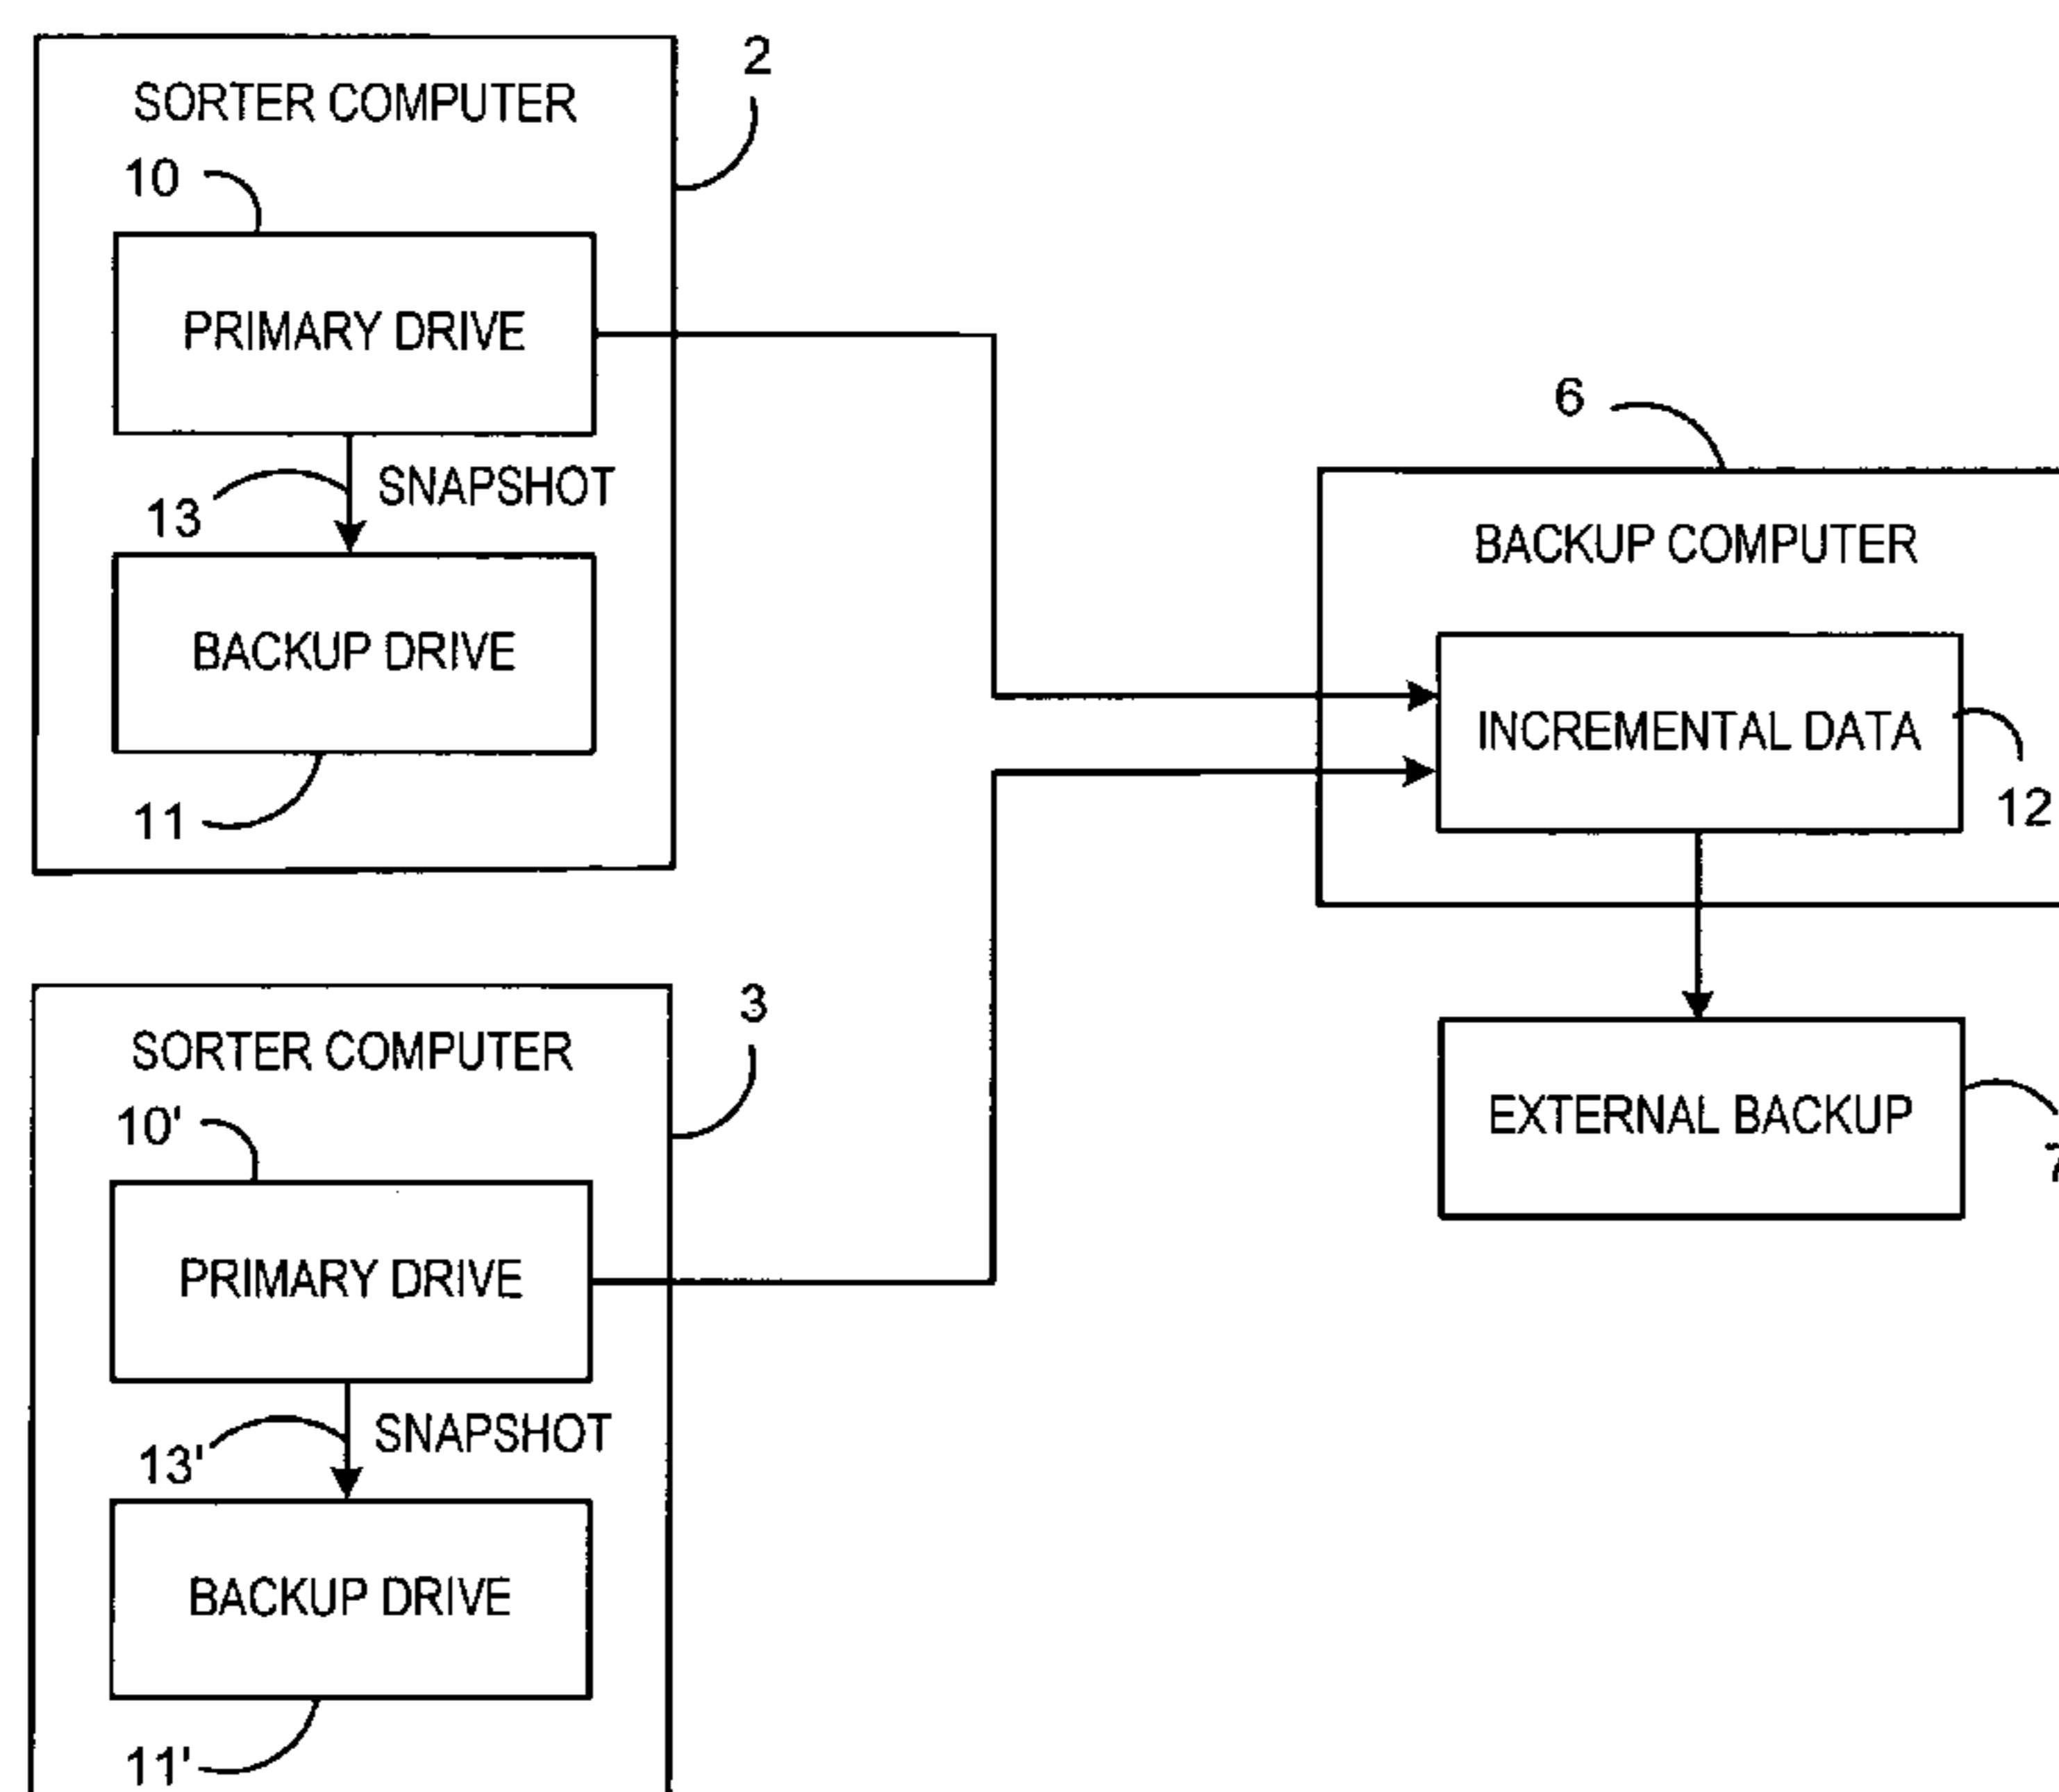 2
SORTER COMPUTER
10
PRIMARY DRIVE
13
SNAPSHOT
BACKUP DRIVE
11
6
BACKUP COMPUTER
INCREMENTAL DATA
12
EXTERNAL BACKUP
7
3
SORTER COMPUTER
10'
PRIMARY DRIVE
13'
SNAPSHOT
BACKUP DRIVE
11'